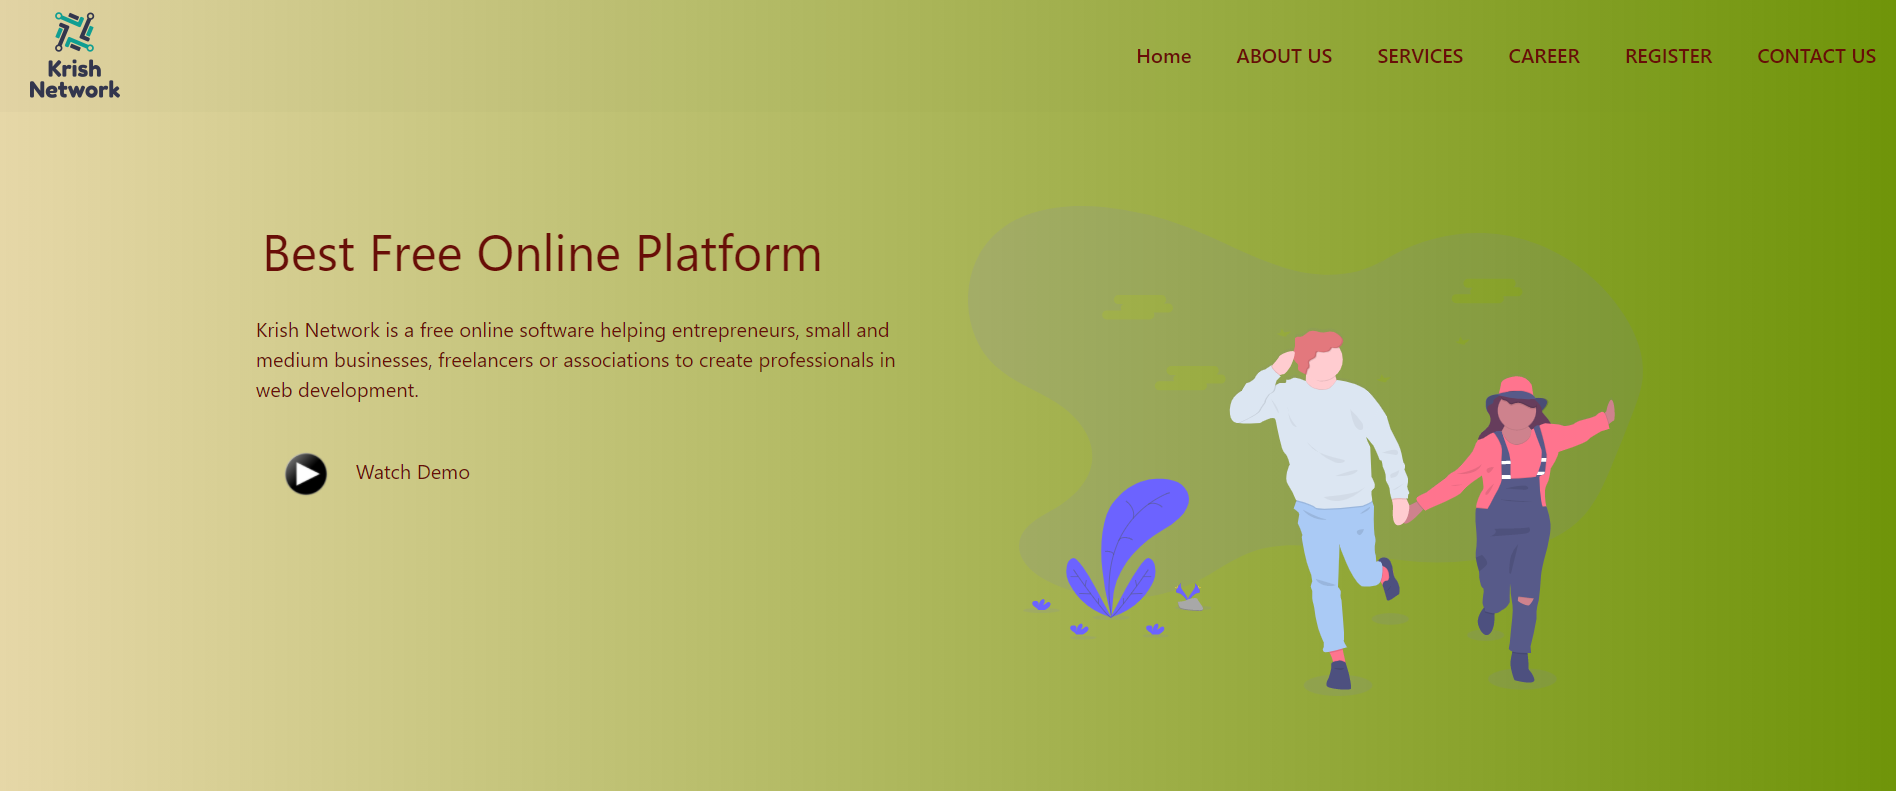 Krish
Network
Home ABOUT US SERVICES CAREER REGISTER CONTACT US
Best Free Online Platform
Krish Network is a free online software helping entrepreneurs, small and
medium businesses, freelancers or associations to create professionals in
web development.
Watch Demo